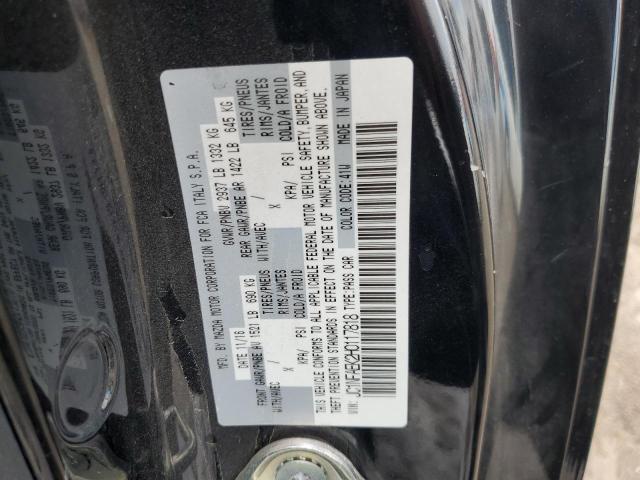 MFD. BY MAZDA MOTOR CORPORATION FOR FCA ITALY S.P.A.
DATE: 11/16 GVWR/PNBV 2937 LB 1332 KG
FRONT GAWR/PNBE AV 1521 LB 690 KG REAR GAWR/PNBE AR 1422 LB 645 KG
WITH/AVEC TIRES/PNEUS WITH/AVEC TIRES/PNEUS
X RIMS/JANTES X RIMS/JANTES
KPA/ PSI COLD/A FROID KPA/ PSI COLD/A FROID
THIS VEHICLE CONFORMS TO ALL APPLICABLE FEDERAL MOTOR VEHICLE SAFETY, BUMPER, AND
THEFT PREVENTION STANDARDS IN EFFECT ON THE DATE OF MANUFACTURE SHOWN ABOVE.
VIN: JC1NFAEK2H0117818 TYPE: PASS CAR COLOR CODE: 41W MADE IN JAPAN